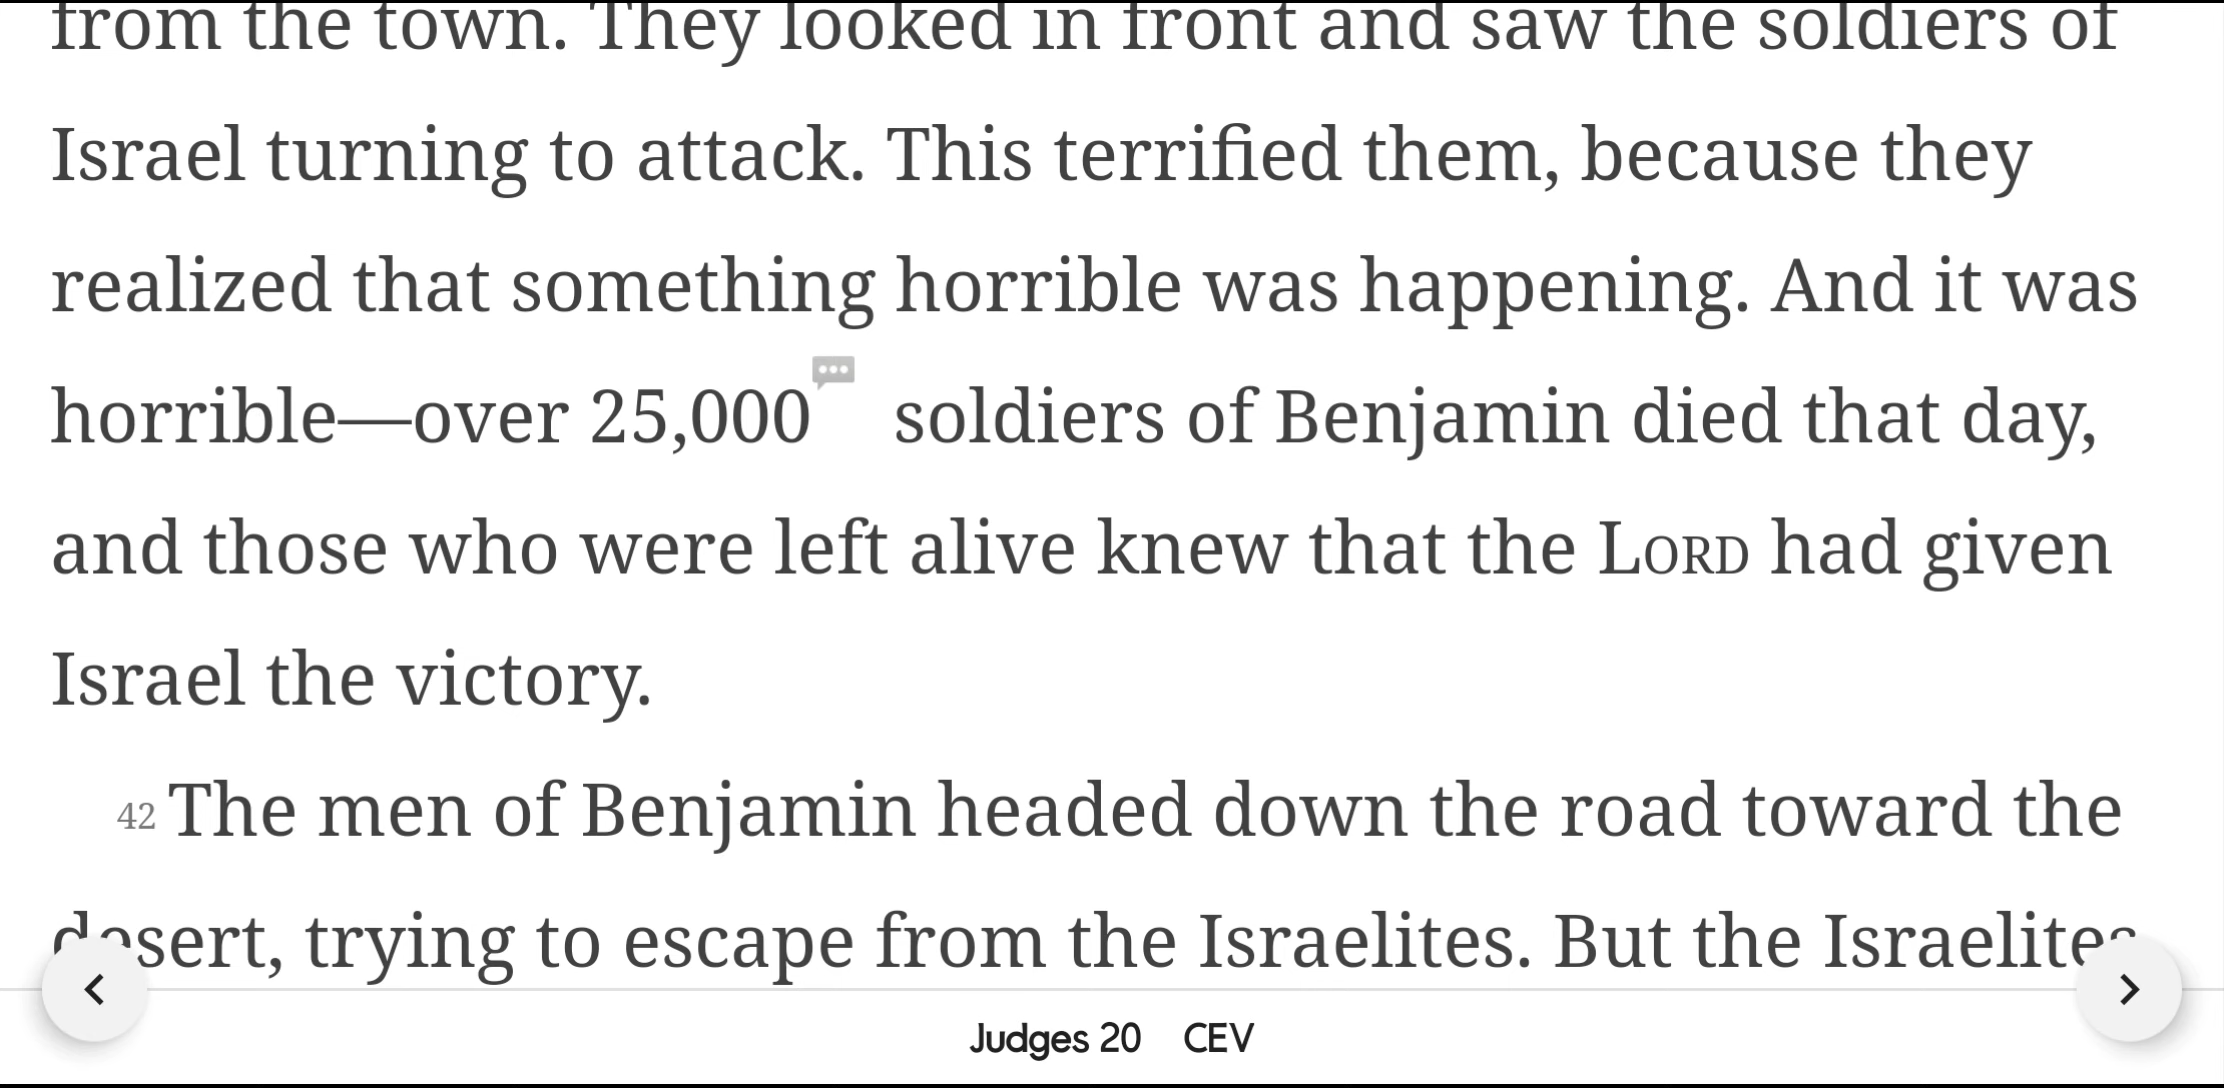 from the town. They looked in front and saw the soldiers of
Israel turning to attack. This terrified them, because they
realized that something horrible was happening. And it was
horrible—over 25,000 soldiers of Benjamin died that day,
and those who were left alive knew that the LORD had given
Israel the victory.
42 The men of Benjamin headed down the road toward the
desert, trying to escape from the Israelites. But the Israelites
Judges 20 CEV